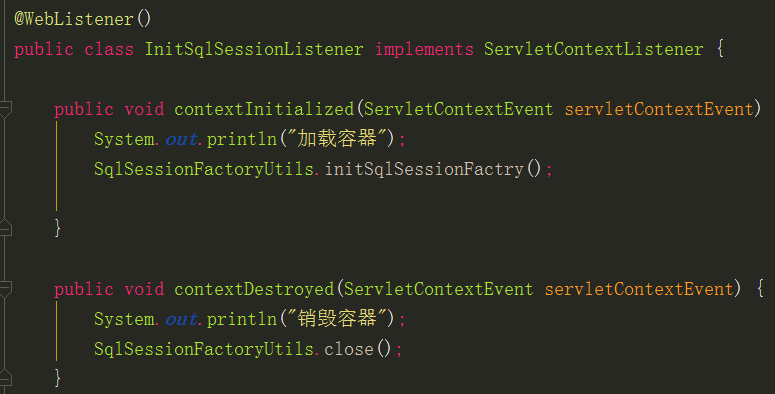 @WebListener()
public class InitSqlSessionListener implements ServletContextListener {
public void contextInitialized(ServletContextEvent servletContextEvent)
System.out.println("加载容器");
SqlSessionFactoryUtils.initSqlSessionFactry();
}
public void contextDestroyed(ServletContextEvent servletContextEvent) {
System.out.println("销毁容器");
SqlSessionFactoryUtils.close();
}